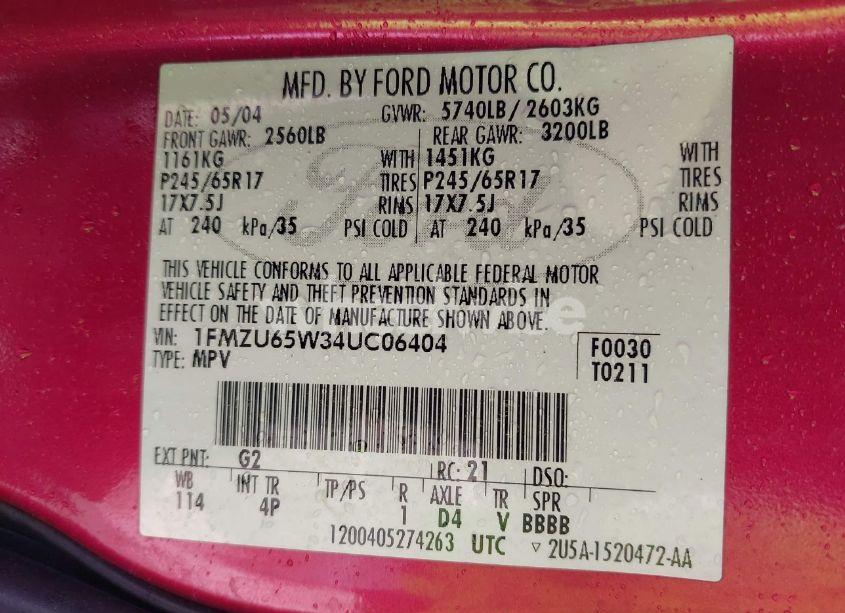 MFD. BY FORD MOTOR CO.
DATE: 05/04 GVWR: 5740LB/ 2603KG
FRONT GAWR: 2560LB REAR GAWR: 3200LB
1161KG WITH 1451KG WITH
P245/65R17 TIRES P245/65R17 TIRES
17X7.5J RIMS 17X7.5J RIMS
AT 240 kPa/35 PSI COLD AT 240 kPa/35 PSI COLD
Ford
THIS VEHICLE CONFORMS TO ALL APPLICABLE FEDERAL MOTOR
VEHICLE SAFETY AND THEFT PREVENTION STANDARDS IN
EFFECT ON THE DATE OF MANUFACTURE SHOWN ABOVE.
VIN: 1FMZU65W34UC06404 F0030
TYPE: MPV T0211
EXT PNT: G2 RC: 21 DSO:
WB INT TR TP/PS R AXLE TR SPR
114 4P 1 D4 V BBBB
1200405274263 UTC ▽ 2U5A-1520472-AA